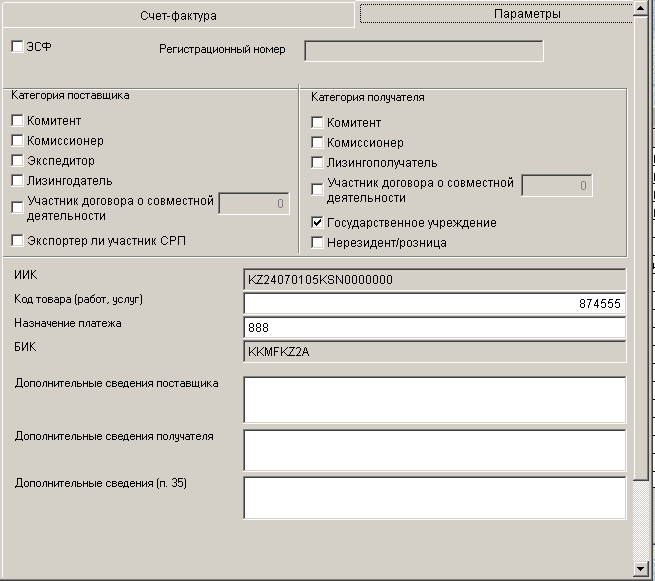 Счет-фактура
Параметры
ЭСФ
Регистрационный номер
Категория поставщика
Комитент
Комиссионер
Экспедитор
Лизингодатель
Участник договора о совместной
деятельности
0
Экспортер ли участник СРП
Категория получателя
Комитент
Комиссионер
Лизингополучатель
Участник договора о совместной
деятельности
0
Государственное учреждение
Нерезидент/розница
ИИК
KZ24070105KSN0000000
Код товара (работ, услуг)
874555
Назначение платежа
888
БИК
KKMFKZ2A
Дополнительные сведения поставщика
Дополнительные сведения получателя
Дополнительные сведения (п. 35)